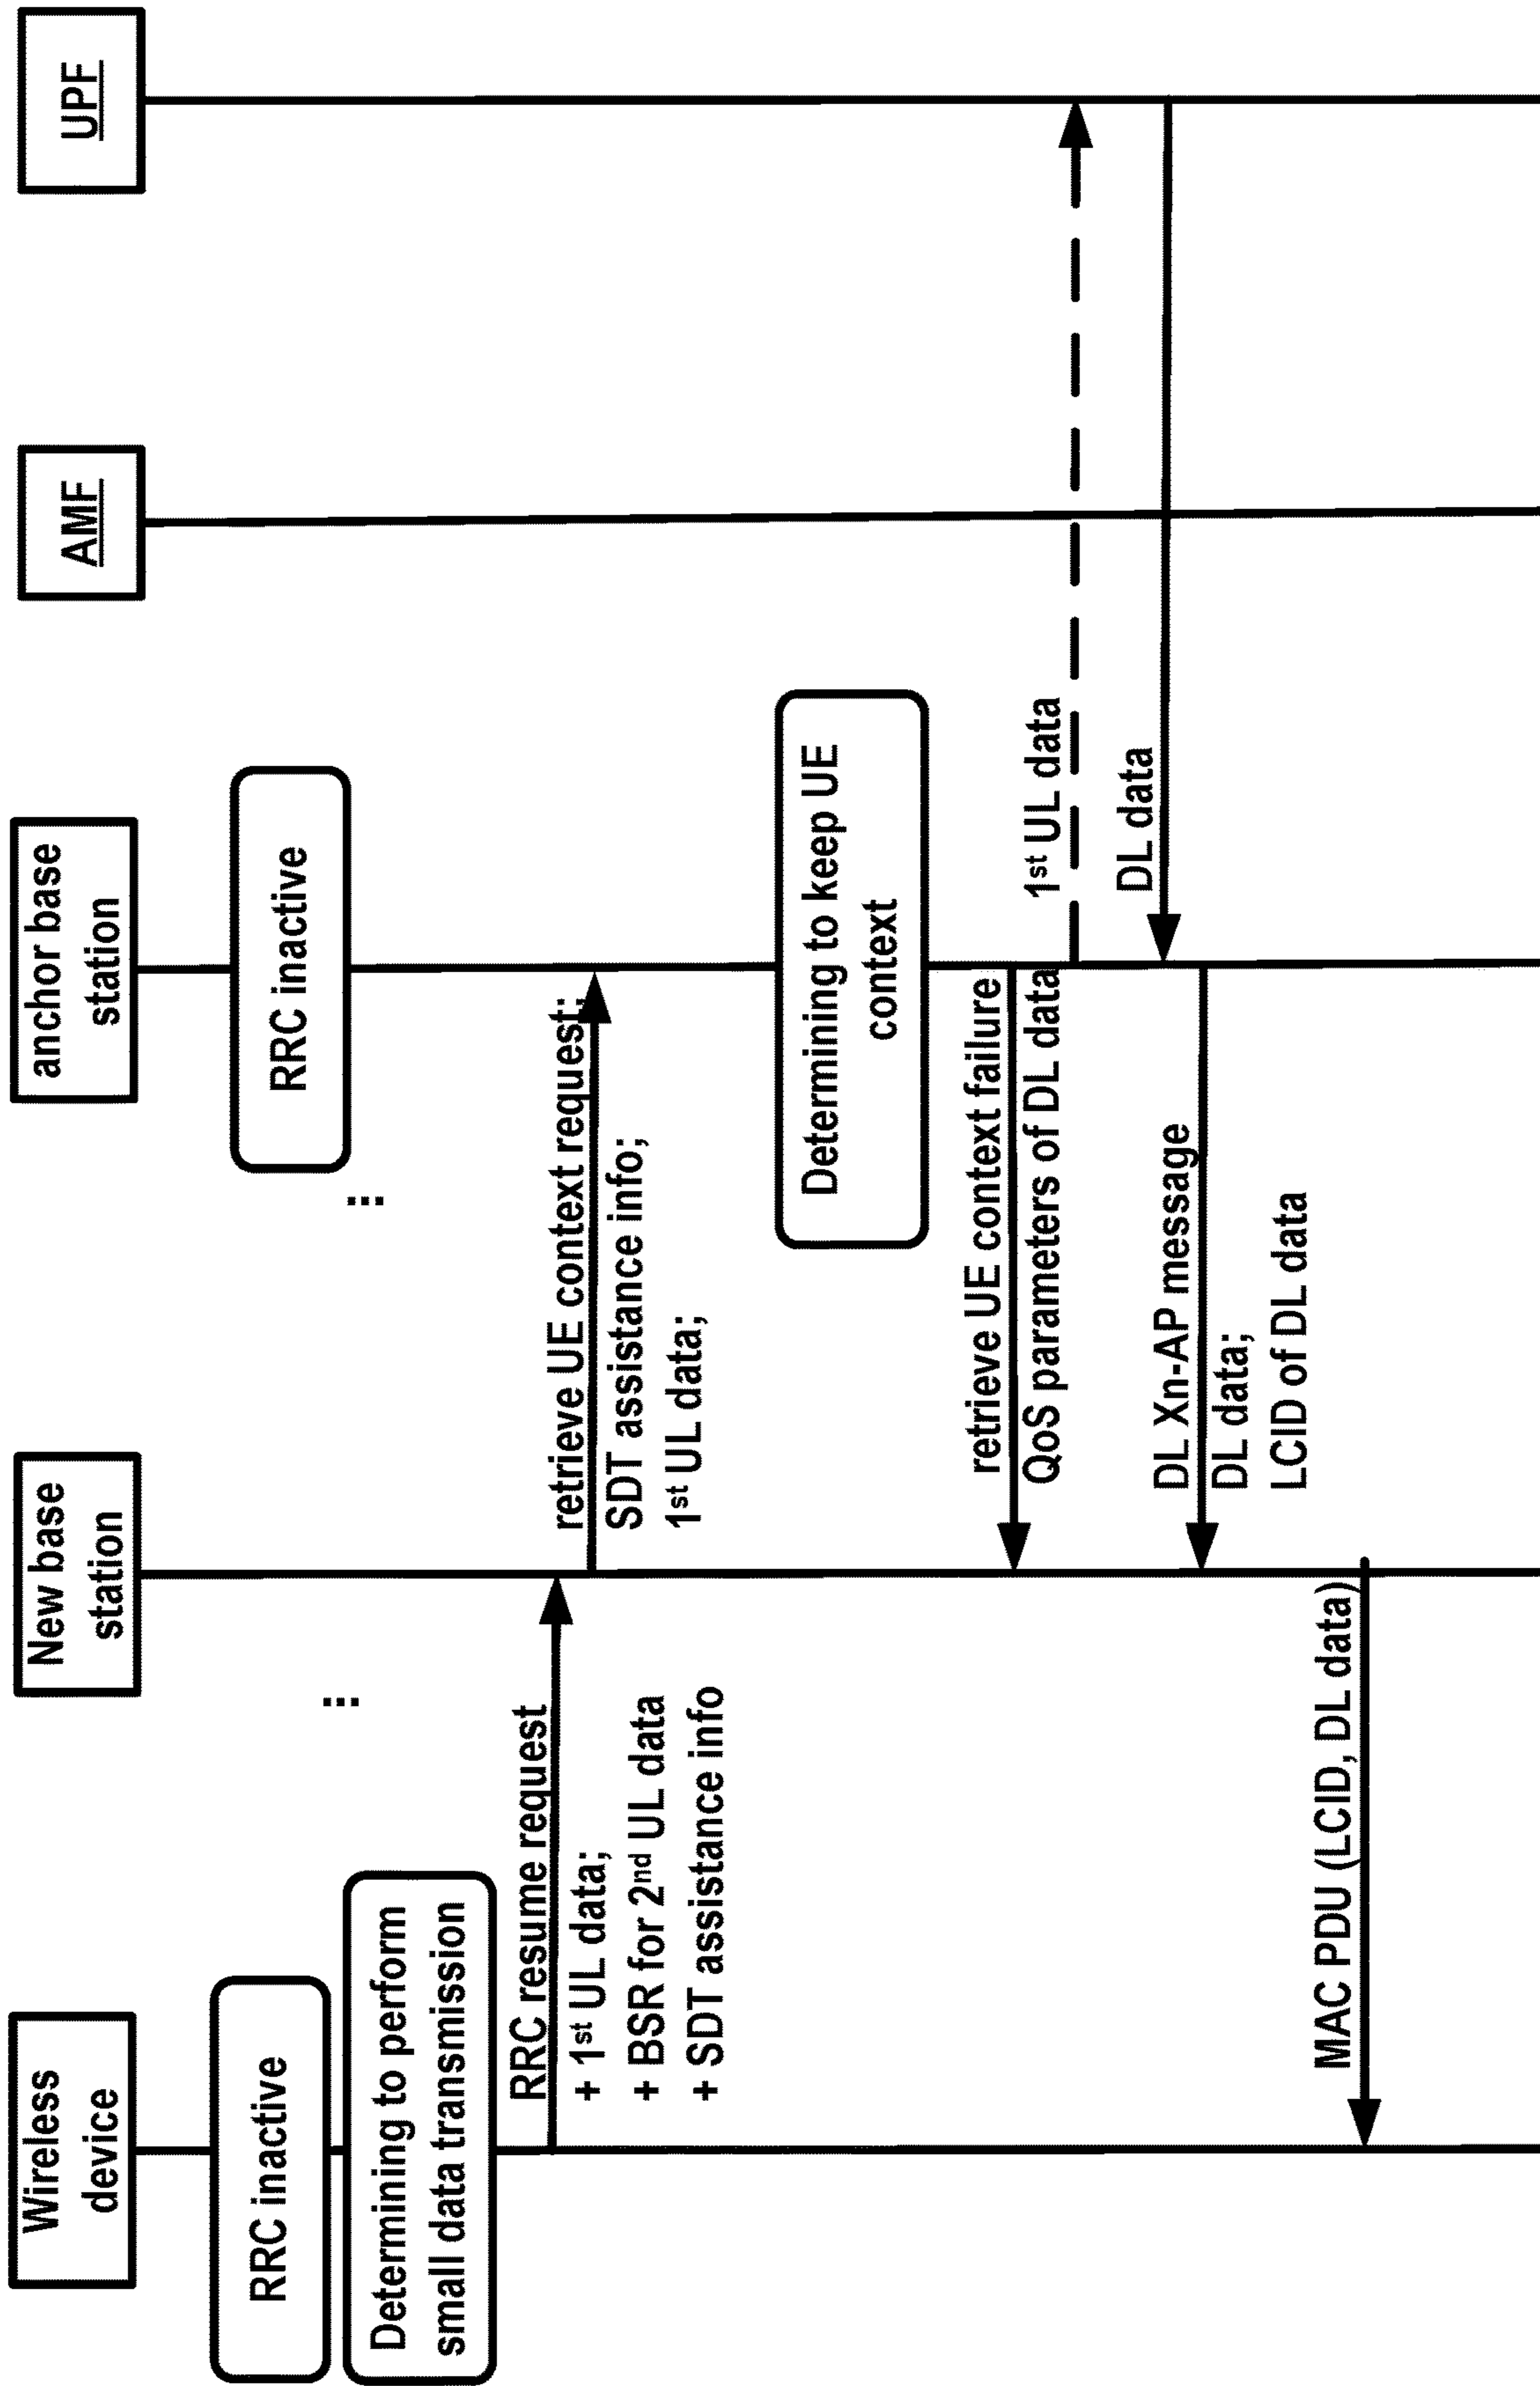 Wireless
device
New base
station
anchor base
station
AMF
UPF
RRC inactive
RRC inactive
...
...
Determining to perform
small data transmission
RRC resume request
+ 1st UL data;
+ BSR for 2nd UL data
+ SDT assistance info
retrieve UE context request;
SDT assistance info;
1st UL data;
Determining to keep UE
context
retrieve UE context failure
QoS parameters of DL data
1st UL data
DL data
DL Xn-AP message
DL data;
LCID of DL data
MAC PDU (LCID, DL data)